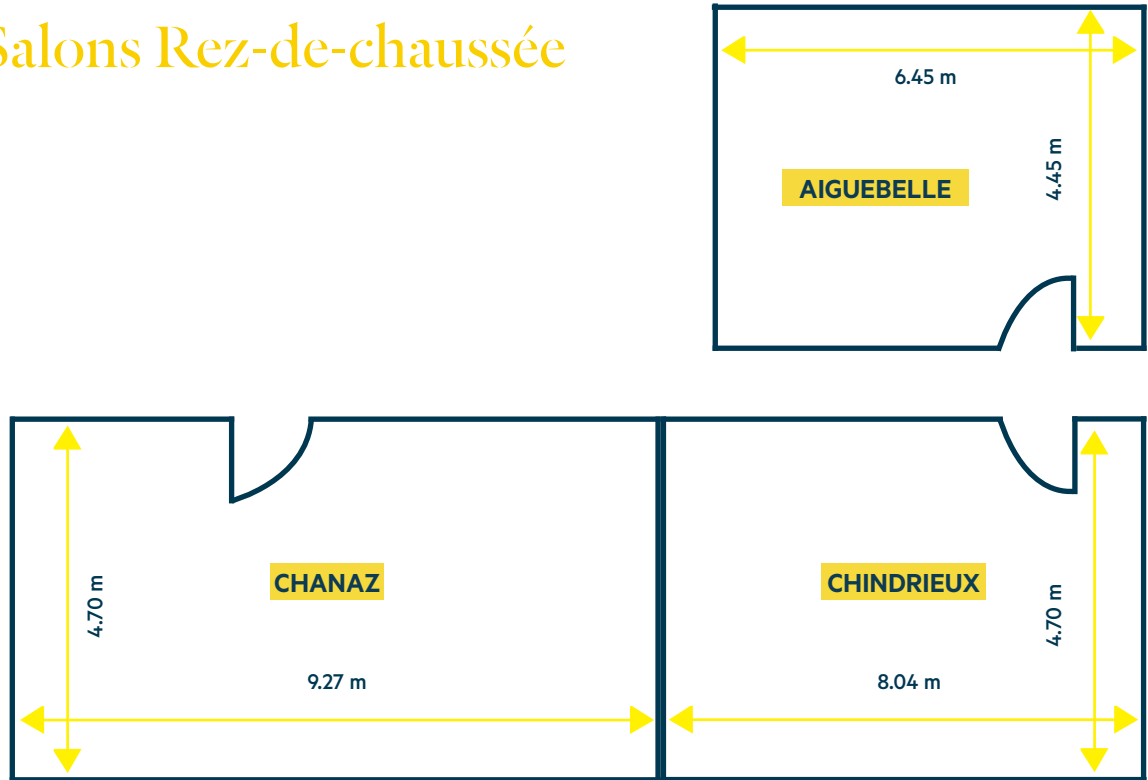 Salons Rez-de-chaussée
6.45 m
4.45 m
AIGUEBELLE
CHANAZ
4.70 m
9.27 m
CHINDRIEUX
4.70 m
8.04 m